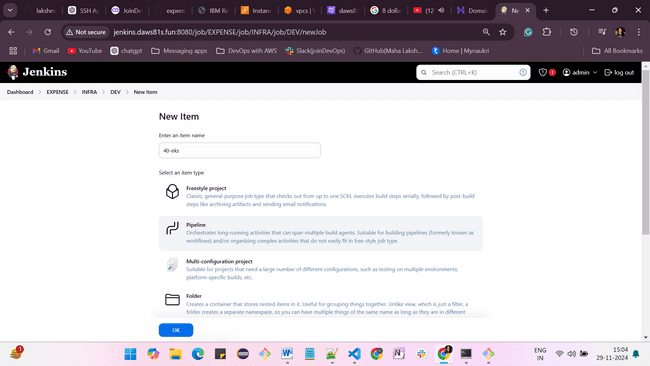 lakshm
SSH Ag
JoinDe
expens
IBM Re
Instan
vpcs | V
daws8
8 dolla
(12
Domai
Ne
Not secure
jenkins.daws81s.fun:8080/job/EXPENSE/job/INFRA/job/DEV/newJob
Gmail
YouTube
chatgpt
Messaging apps
DevOps with AWS
Slack(joinDevOps)
GitHub(Maha Laksh...
Home | Mynaukri
All Bookmarks
Jenkins
Search (CTRL+K)
1
admin
log out
Dashboard > EXPENSE > INFRA > DEV > New Item
New Item
Enter an item name
40-eks
Select an item type
Freestyle project
Classic, general-purpose job type that checks out from up to one SCM, executes build steps serially, followed by post-build
steps like archiving artifacts and sending email notifications.
Pipeline
Orchestrates long-running activities that can span multiple build agents. Suitable for building pipelines (formerly known as
workflows) and/or organizing complex activities that do not easily fit in free-style job type.
Multi-configuration project
Suitable for projects that need a large number of different configurations, such as testing on multiple environments,
platform specific builds, etc.
Folder
Creates a container that stores nested items in it. Useful for grouping things together. Unlike view, which is just a filter, a
folder creates a separate namespace, so you can have multiple things of the same name as long as they are in different
OK
1
ENG
IN
15:04
29-11-2024